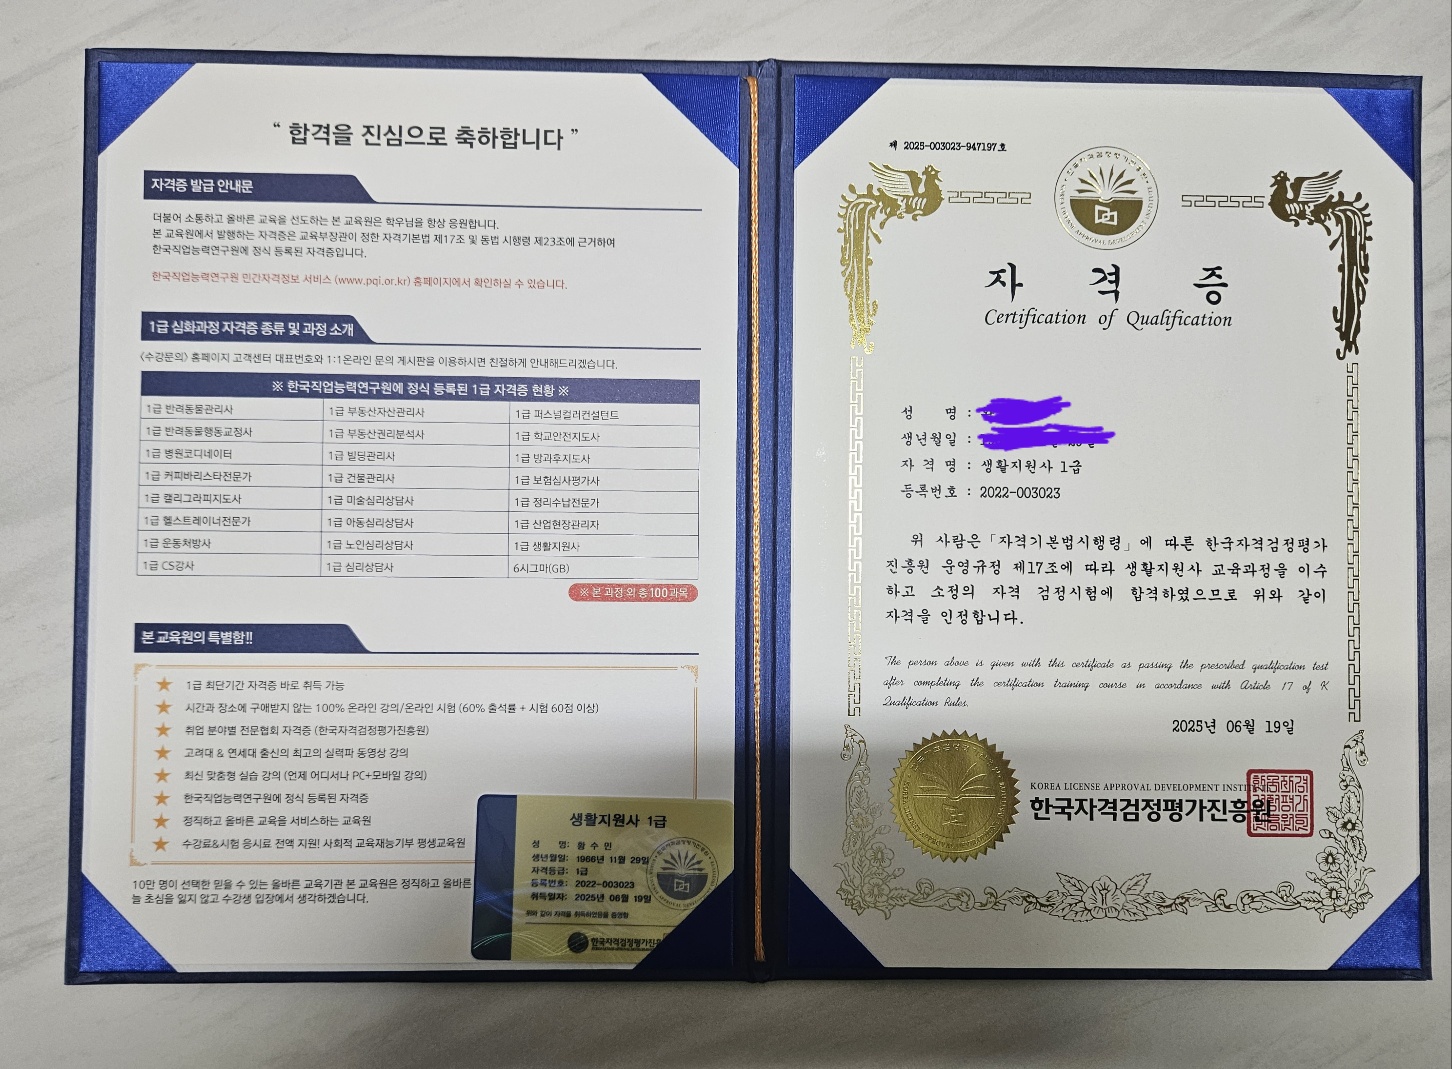 “ 합격을 진심으로 축하합니다 ”
자격증 발급 안내문
더불어 소통하고 올바른 교육을 선도하는 본 교육원은 학우님을 항상 응원합니다.
본 교육원에서 발행하는 자격증은 교육부장관이 정한 자격기본법 제17조 및 동법 시행령 제23조에 근거하여
한국직업능력연구원에 정식 등록된 자격증입니다.
한국직업능력연구원 민간자격정보 서비스 (www.pqi.or.kr) 홈페이지에서 확인하실 수 있습니다.
1급 심화과정 자격증 종류 및 과정 소개
<수강문의> 홈페이지 고객센터 대표번호와 1:1온라인 문의 게시판을 이용하시면 친절하게 안내해드리겠습니다.
※ 한국직업능력연구원에 정식 등록된 1급 자격증 현황 ※
1급 반려동물관리사 1급 부동산자산관리사 1급 퍼스널컬러컨설턴트
1급 반려동물행동교정사 1급 부동산권리분석사 1급 학교안전지도사
1급 병원코디네이터 1급 빌딩관리사 1급 방과후지도사
1급 커피바리스타전문가 1급 건물관리사 1급 보험심사평가사
1급 캘리그라피지도사 1급 미술심리상담사 1급 정리수납전문가
1급 헬스트레이너전문가 1급 아동심리상담사 1급 산업현장관리자
1급 운동처방사 1급 노인심리상담사 1급 생활지원사
1급 CS강사 1급 심리상담사 6시그마(GB)
※ 본 과정 외 총100과목
본 교육원의 특별함!!
★ 1급 최단기간 자격증 바로 취득 가능
★ 시간과 장소에 구애받지 않는 100% 온라인 강의/온라인 시험 (60% 출석률 + 시험 60점 이상)
★ 취업 분야별 전문협회 자격증 (한국자격검정평가진흥원)
★ 고려대 & 연세대 출신의 최고의 실력파 동영상 강의
★ 최신 맞춤형 실습 강의 (언제 어디서나 PC+모바일 강의)
★ 한국직업능력연구원에 정식 등록된 자격증
★ 정직하고 올바른 교육을 서비스하는 교육원
★ 수강료&시험 응시료 전액 지원! 사회적 교육재능기부 평생교육원
10만 명이 선택한 믿을 수 있는 올바른 교육기관 본 교육원은 정직하고 올바른
늘 초심을 잃지 않고 수강생 입장에서 생각하겠습니다.
생활지원사 1급
성 명: 황 수 민
생년월일: 1966년 11월 29일
자격등급: 1급
등록번호: 2022-003023
취득일자: 2025년 06월 19일
위와 같이 자격을 취득하였음을 증명함
한국자격검정평가진흥
제 2025-003023-947197호
자 격 증
Certification of Qualification
성 명 :
생년월일 :
자 격 명 : 생활지원사 1급
등록번호 : 2022-003023
위 사람은「자격기본법시행령」에 따른 한국자격검정평가
진흥원 운영규정 제17조에 따라 생활지원사 교육과정을 이수
하고 소정의 자격 검정시험에 합격하였으므로 위와 같이
자격을 인정합니다.
The person above is given with this certificate as passing the prescribed qualification test
after completing the certification training course in accordance with Article 17 of K
Qualification Rules.
2025년 06월 19일
KOREA LICENSE APPROVAL DEVELOPMENT
한국자격검정평가진흥원